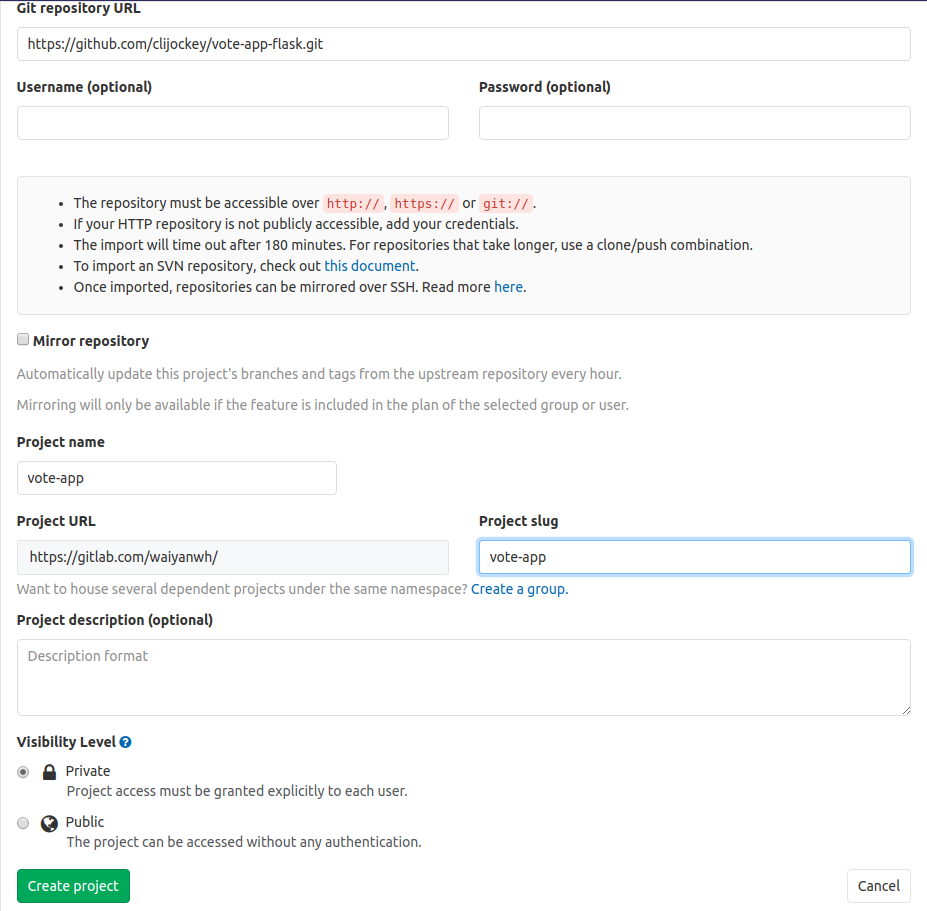 Git repository URL
https://github.com/clijockey/vote-app-flask.git
Username (optional) Password (optional)
The repository must be accessible over http://, https:// or git://.
If your HTTP repository is not publicly accessible, add your credentials.
The import will time out after 180 minutes. For repositories that take longer, use a clone/push combination.
To import an SVN repository, check out this document.
Once imported, repositories can be mirrored over SSH. Read more here.
Mirror repository
Automatically update this project's branches and tags from the upstream repository every hour.
Mirroring will only be available if the feature is included in the plan of the selected group or user.
Project name
vote-app
Project URL Project slug
https://gitlab.com/waiyanwh/ vote-app
Want to house several dependent projects under the same namespace? Create a group.
Project description (optional)
Description format
Visibility Level
Private
Project access must be granted explicitly to each user.
Public
The project can be accessed without any authentication.
Create project Cancel